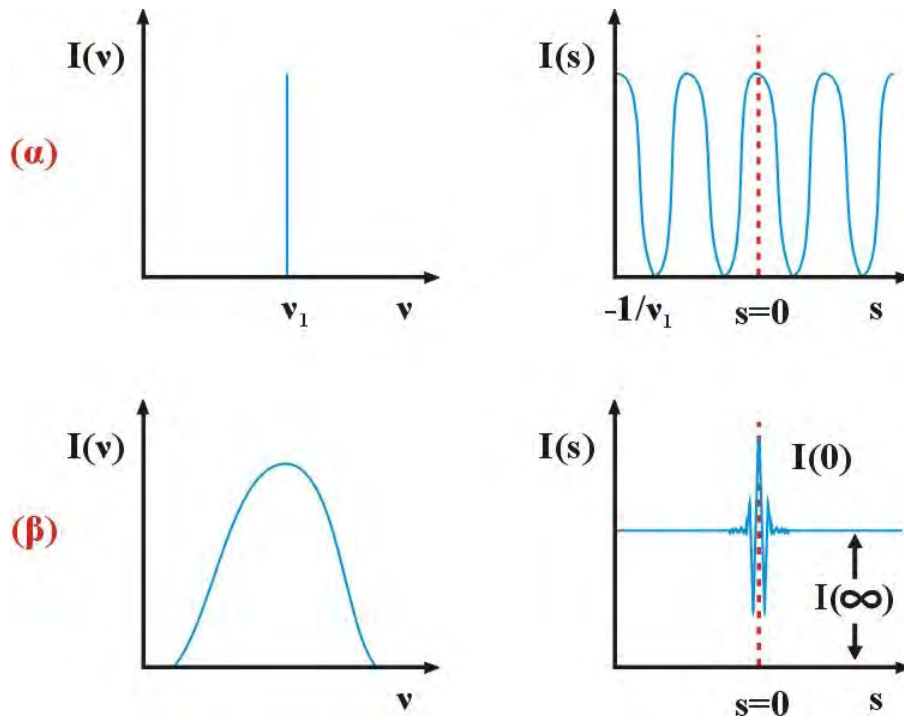 I(ν)
I(s)
(α)
ν₁
ν
-1/ν₁
s=0
s
I(ν)
I(s)
I(0)
(β)
I(∞)
ν
s=0
s